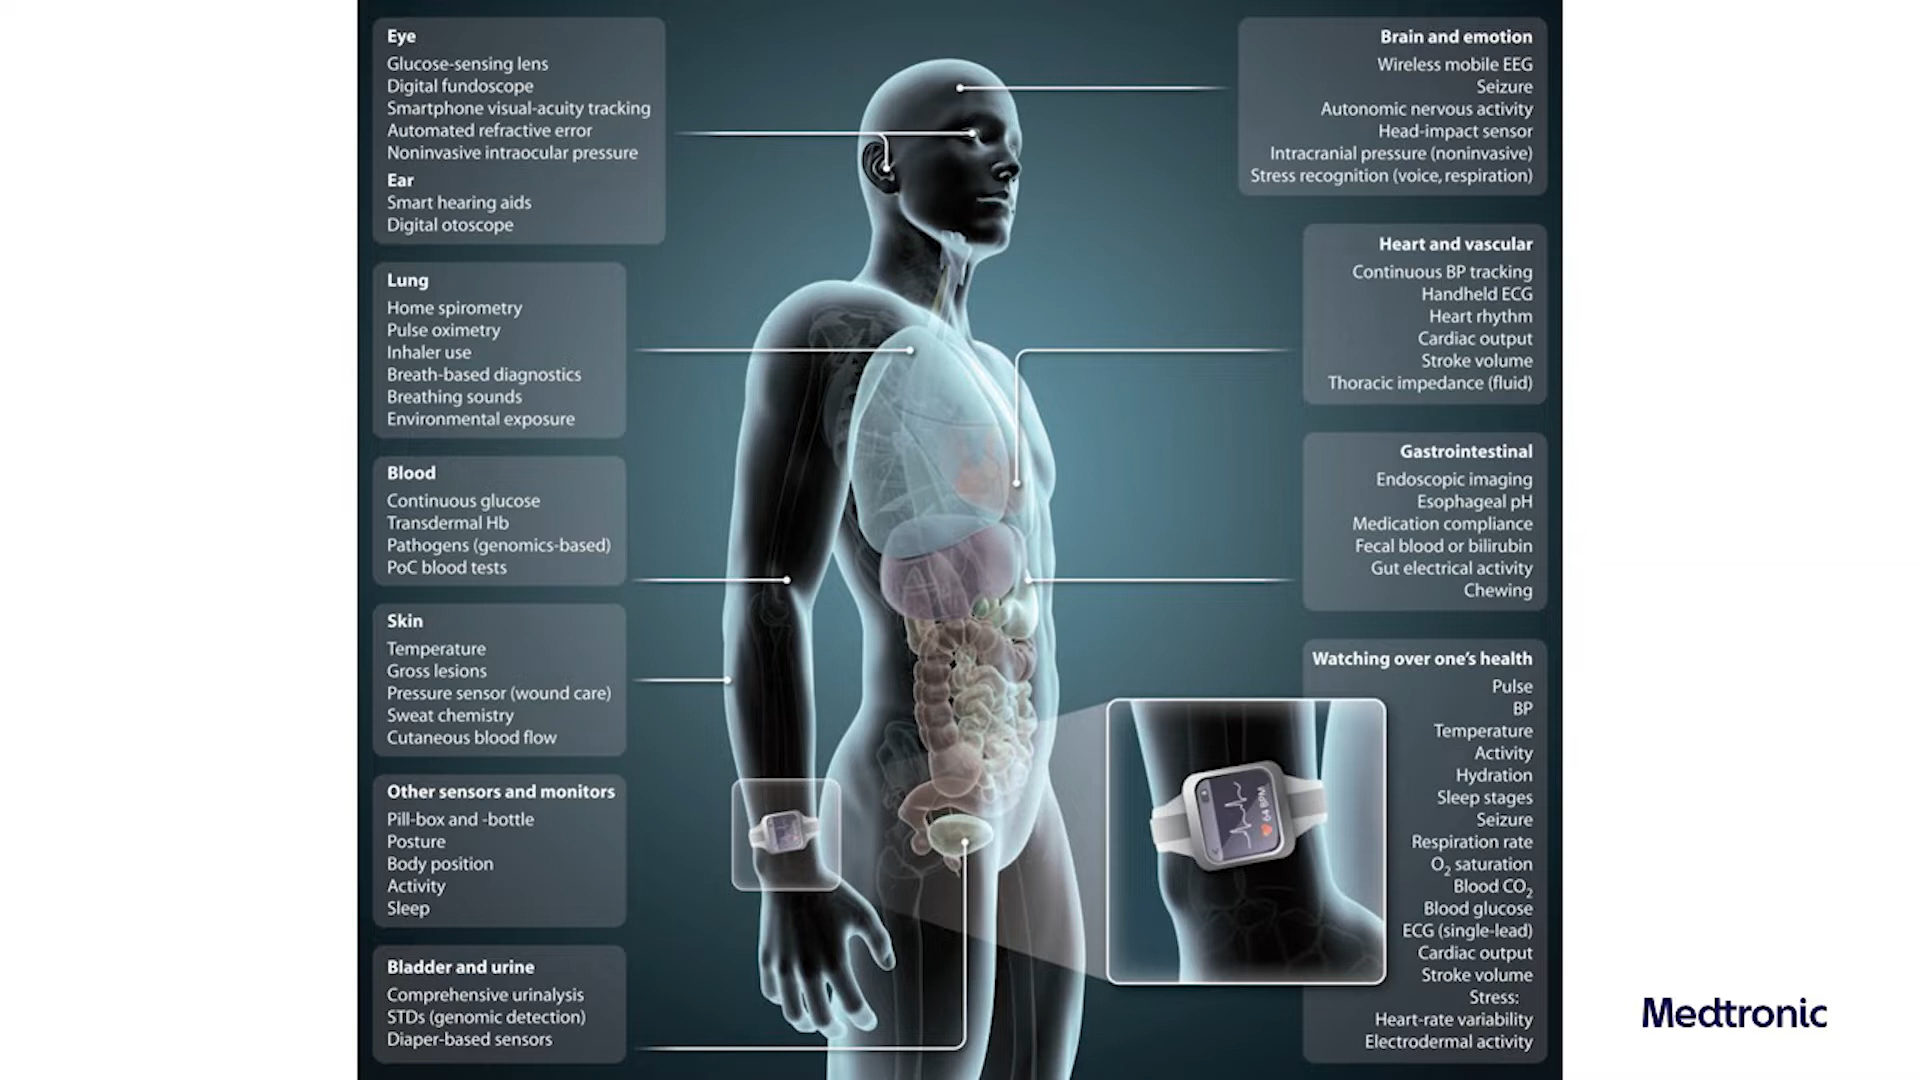 Eye
Glucose-sensing lens
Digital fundoscope
Smartphone visual-acuity tracking
Automated refractive error
Noninvasive intraocular pressure
Ear
Smart hearing aids
Digital otoscope
Lung
Home spirometry
Pulse oximetry
Inhaler use
Breath-based diagnostics
Breathing sounds
Environmental exposure
Blood
Continuous glucose
Transdermal Hb
Pathogens (genomics-based)
PoC blood tests
Skin
Temperature
Gross lesions
Pressure sensor (wound care)
Sweat chemistry
Cutaneous blood flow
Other sensors and monitors
Pill-box and -bottle
Posture
Body position
Activity
Sleep
Bladder and urine
Comprehensive urinalysis
STDs (genomic detection)
Diaper-based sensors
Brain and emotion
Wireless mobile EEG
Seizure
Autonomic nervous activity
Head-impact sensor
Intracranial pressure (noninvasive)
Stress recognition (voice, respiration)
Heart and vascular
Continuous BP tracking
Handheld ECG
Heart rhythm
Cardiac output
Stroke volume
Thoracic impedance (fluid)
Gastrointestinal
Endoscopic imaging
Esophageal pH
Medication compliance
Fecal blood or bilirubin
Gut electrical activity
Chewing
Watching over one's health
Pulse
BP
Temperature
Activity
Hydration
Sleep stages
Seizure
Respiration rate
O₂ saturation
Blood CO₂
Blood glucose
ECG (single-lead)
Cardiac output
Stroke volume
Stress:
Heart-rate variability
Electrodermal activity
64 BPM
Medtronic